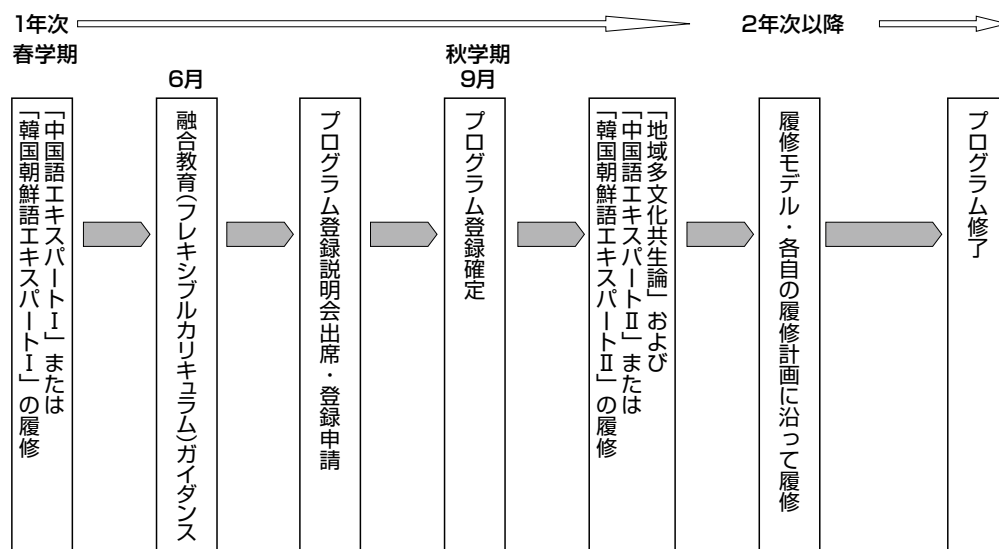 1年次
2年次以降
春学期
秋学期
6月
9月
「中国語エキスパートⅠ」または
「韓国朝鮮語エキスパートⅠ」の履修
融合教育(フレキシブルカリキュラム)ガイダンス
プログラム登録説明会出席・登録申請
プログラム登録確定
「地域多文化共生論」および
「中国語エキスパートⅡ」または
「韓国朝鮮語エキスパートⅡ」の履修
履修モデル・各自の履修計画に沿って履修
プログラム修了